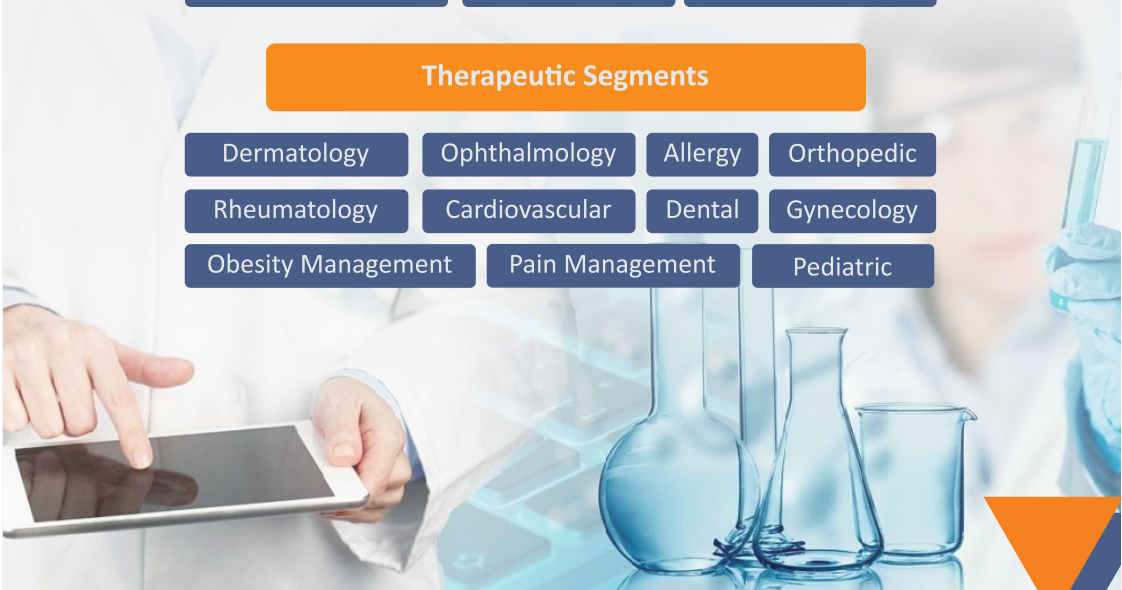 Therapeutic Segments
Dermatology Ophthalmology Allergy Orthopedic
Rheumatology Cardiovascular Dental Gynecology
Obesity Management Pain Management Pediatric